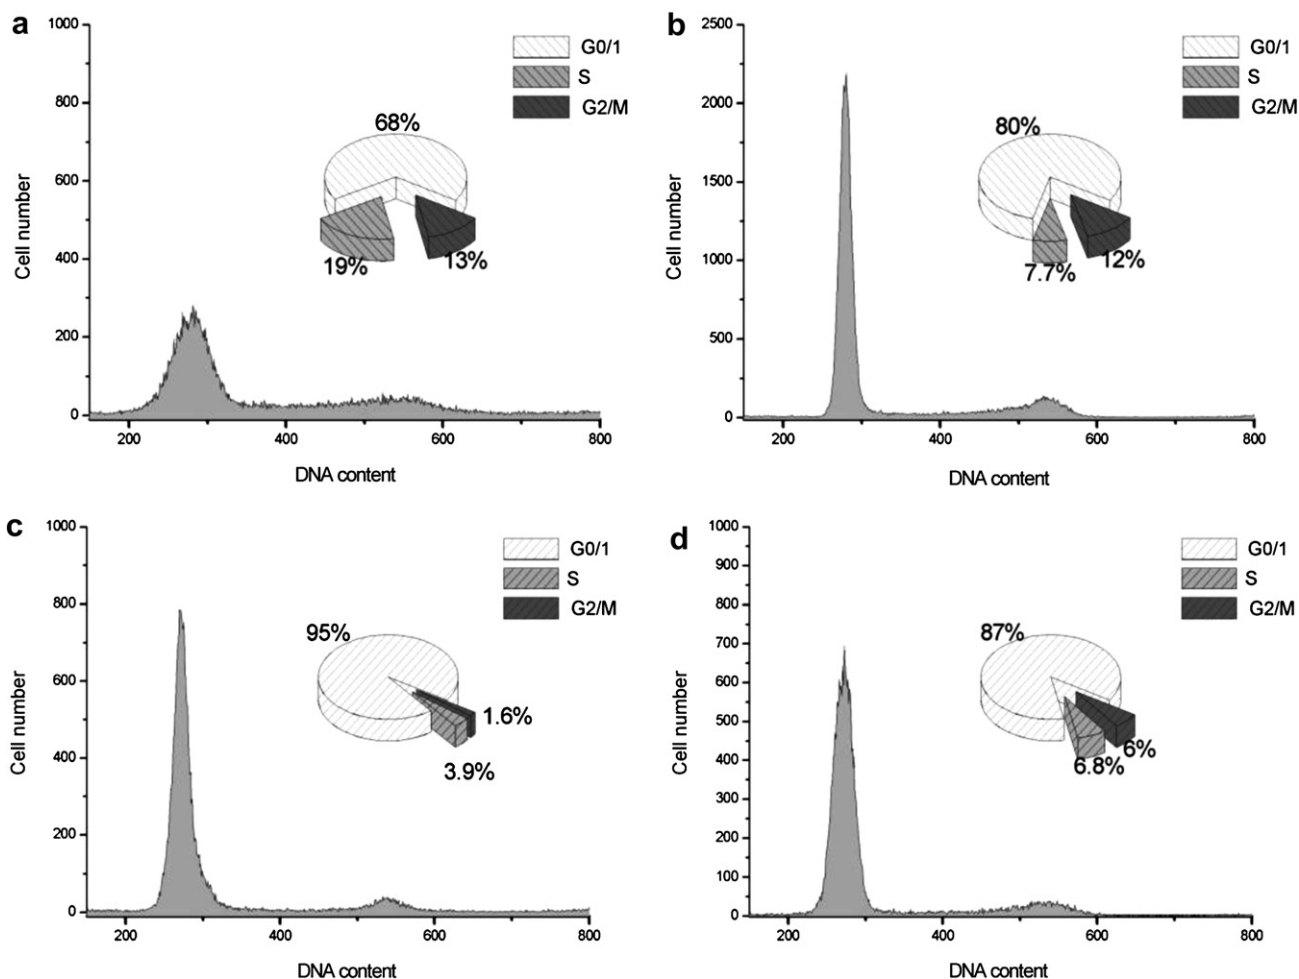 a
1000
800
600
400
200
0
Cell number
200
400
600
800
DNA content
G0/1
S
G2/M
68%
19%
13%
b
2500
2000
1500
1000
500
0
Cell number
200
400
600
800
DNA content
G0/1
S
G2/M
80%
7.7%
12%
c
1000
800
600
400
200
0
Cell number
200
400
600
800
DNA content
G0/1
S
G2/M
95%
1.6%
3.9%
d
1000
900
800
700
600
500
400
300
200
100
0
Cell number
200
400
600
800
DNA content
G0/1
S
G2/M
87%
6%
6.8%